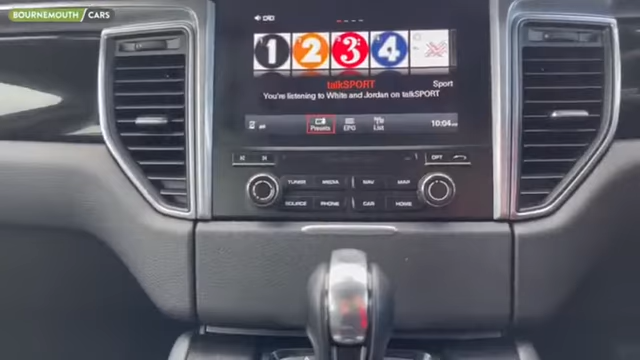 BOURNEMOUTH CARS
1 2 3 4
talkSPORT
Sport
You're listening to White and Jordan on talkSPORT
Presets EPG List 10:04
OPT
TUNER MEDIA NAV MAP
SOURCE PHONE CAR HOME